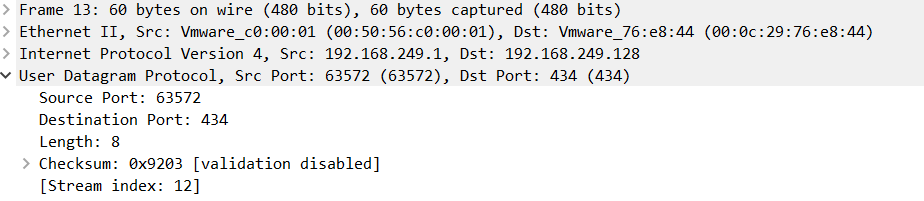 Frame 13: 60 bytes on wire (480 bits), 60 bytes captured (480 bits)
Ethernet II, Src: Vmware_c0:00:01 (00:50:56:c0:00:01), Dst: Vmware_76:e8:44 (00:0c:29:76:e8:44)
Internet Protocol Version 4, Src: 192.168.249.1, Dst: 192.168.249.128
User Datagram Protocol, Src Port: 63572 (63572), Dst Port: 434 (434)
Source Port: 63572
Destination Port: 434
Length: 8
Checksum: 0x9203 [validation disabled]
[Stream index: 12]